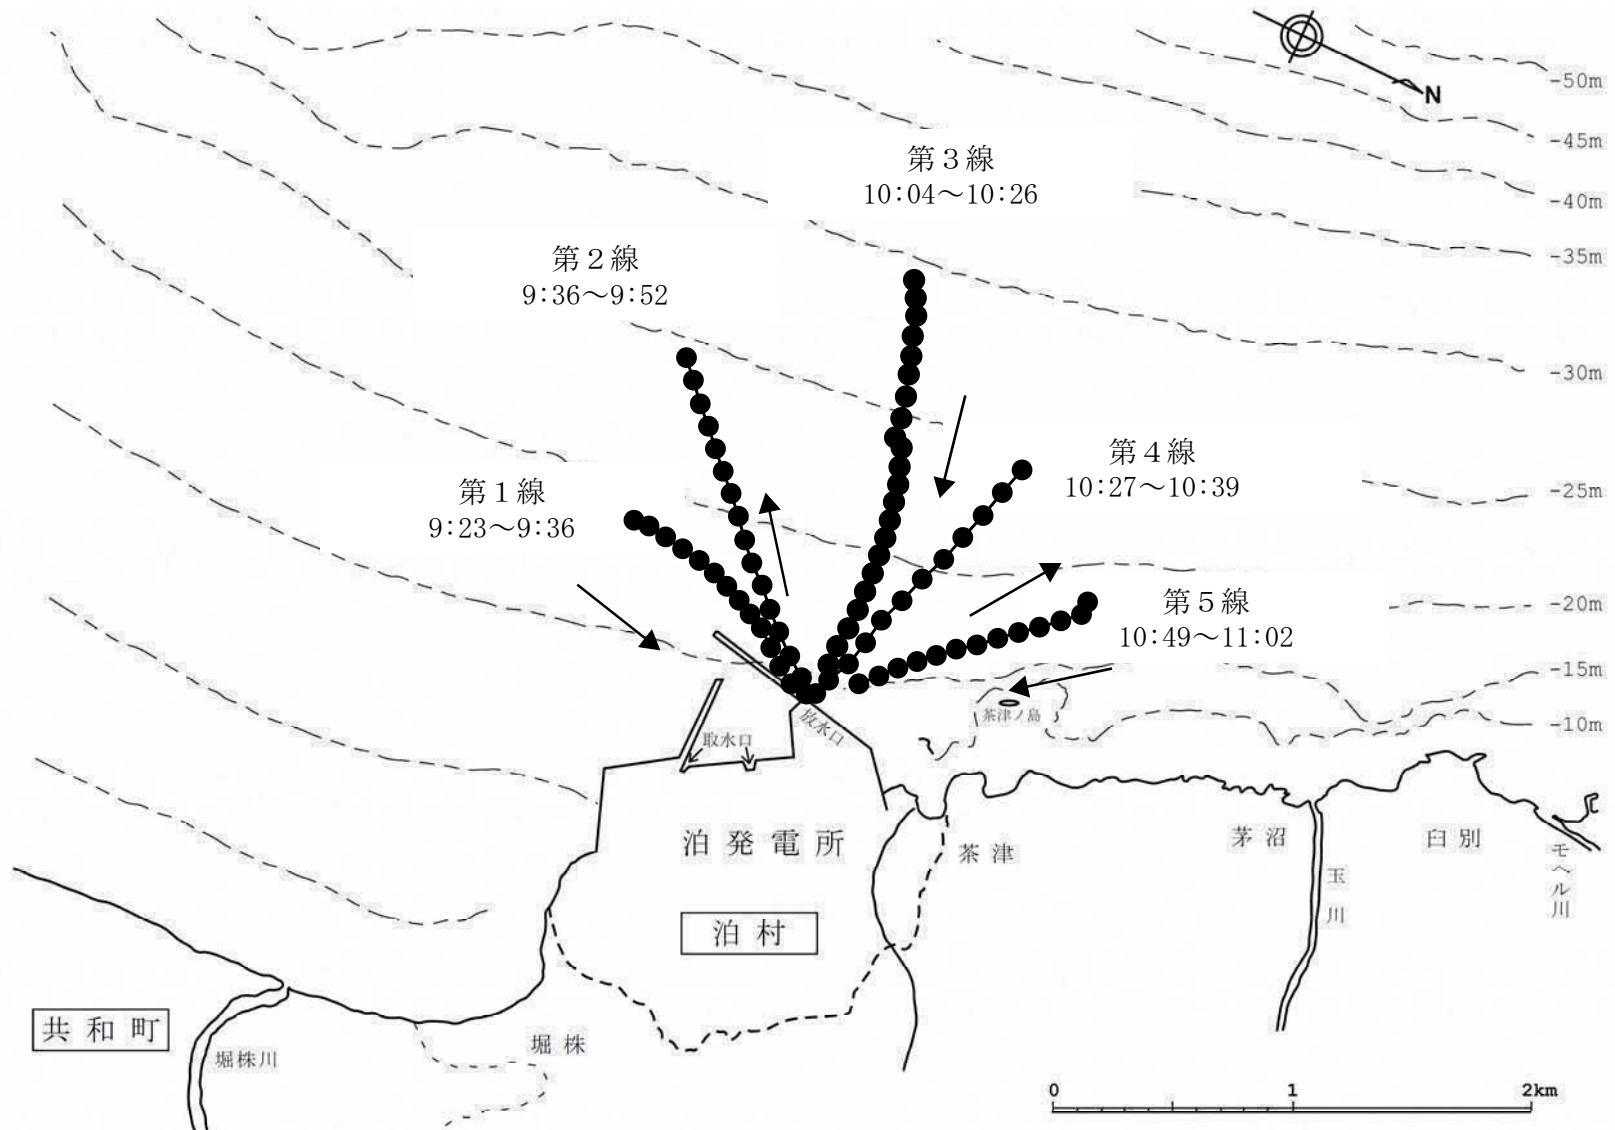 N
-50m
-45m
-40m
-35m
-30m
-25m
-20m
-15m
-10m
第３線
10:04～10:26
第２線
9:36～9:52
第４線
10:27～10:39
第１線
9:23～9:36
第５線
10:49～11:02
茶津ノ島
放水口
取水口
泊発電所
茶津
茅沼
臼別
玉川
モヘル川
泊村
共和町
堀株川
堀株
0 1 2km